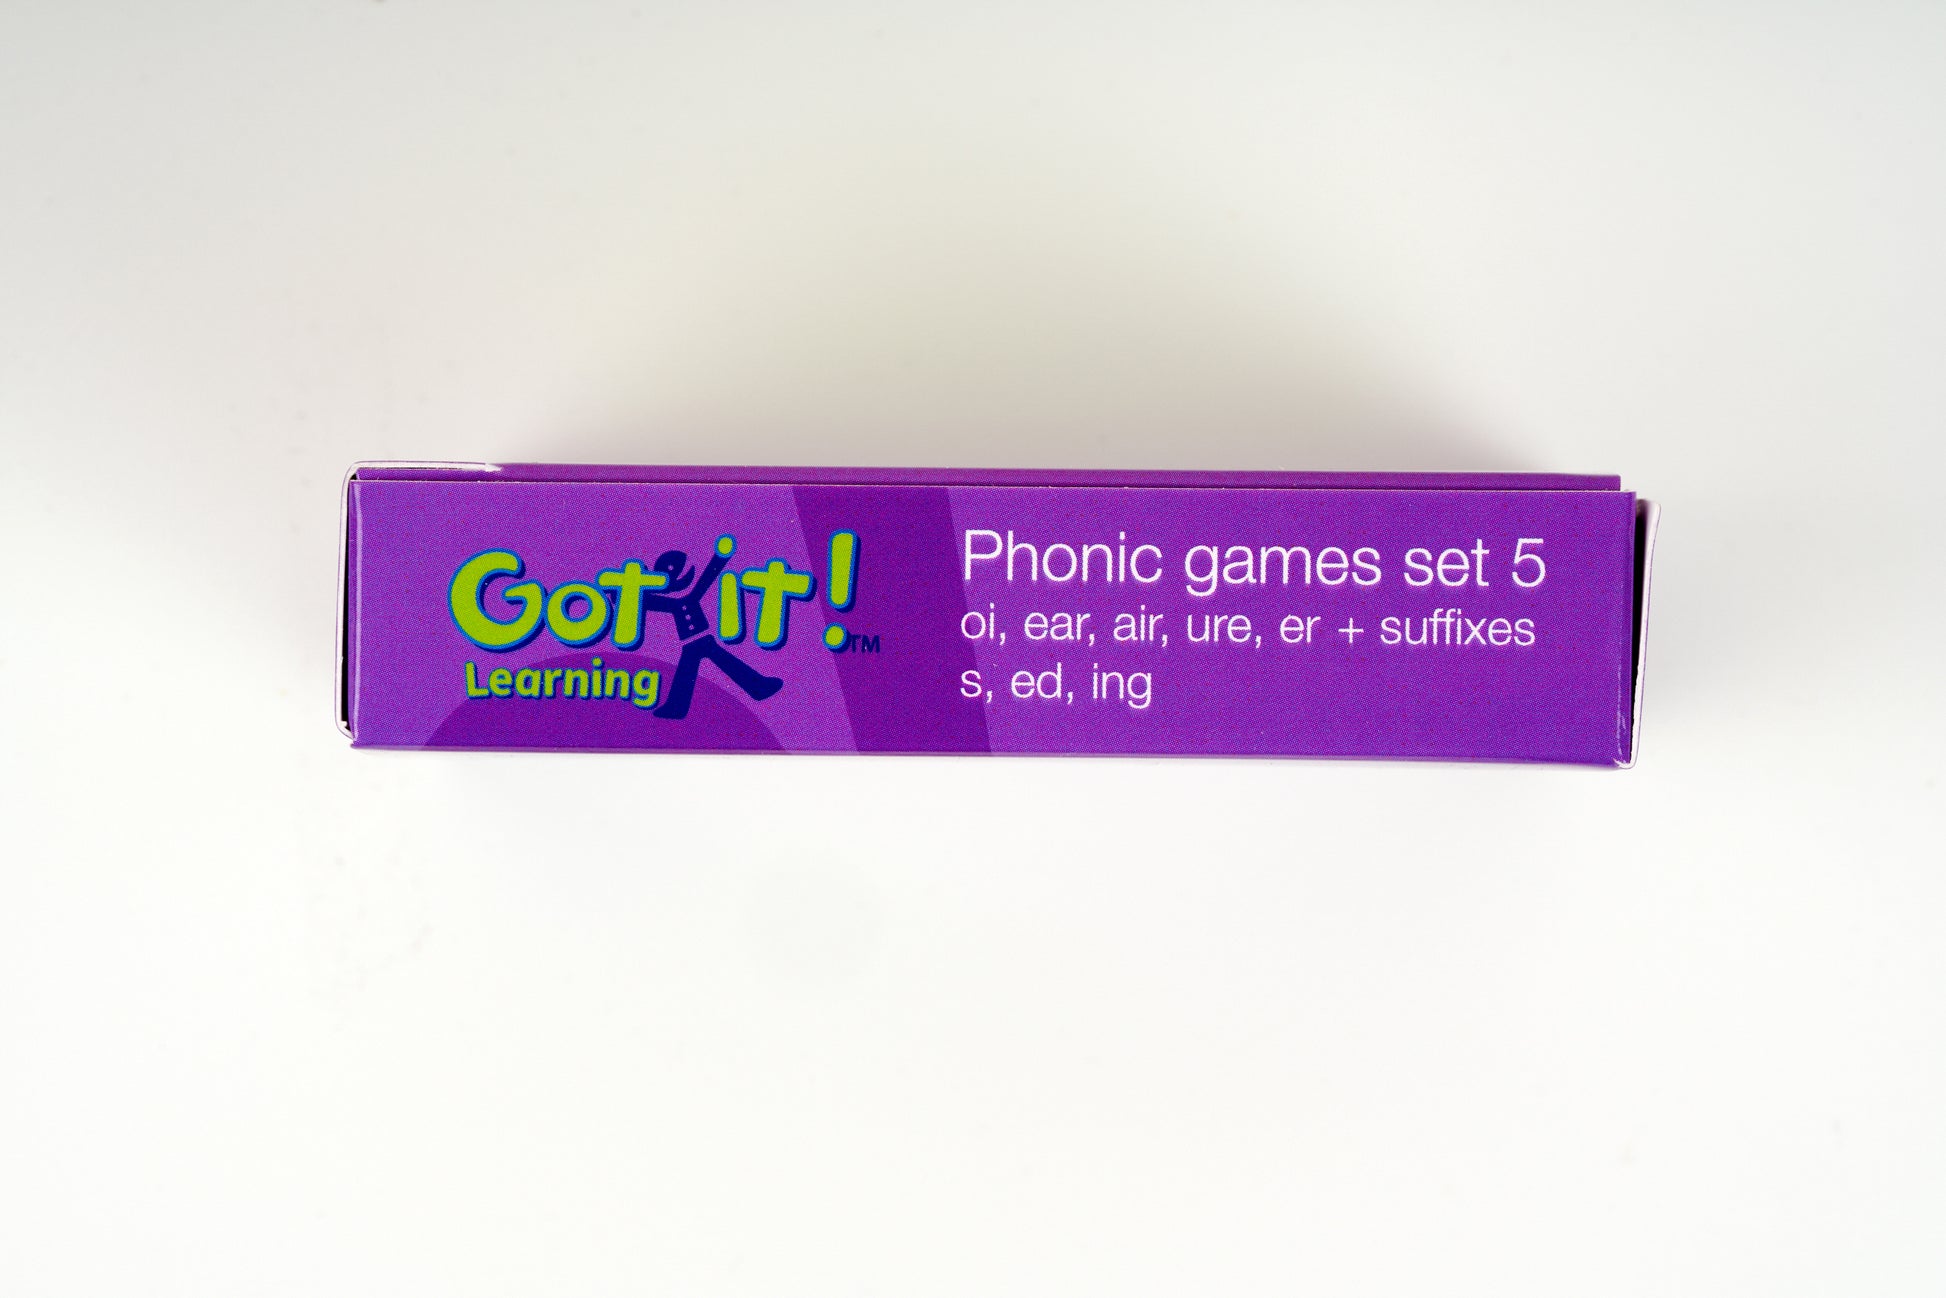 Got it!™
Learning
Phonic games set 5
oi, ear, air, ure, er + suffixes
s, ed, ing